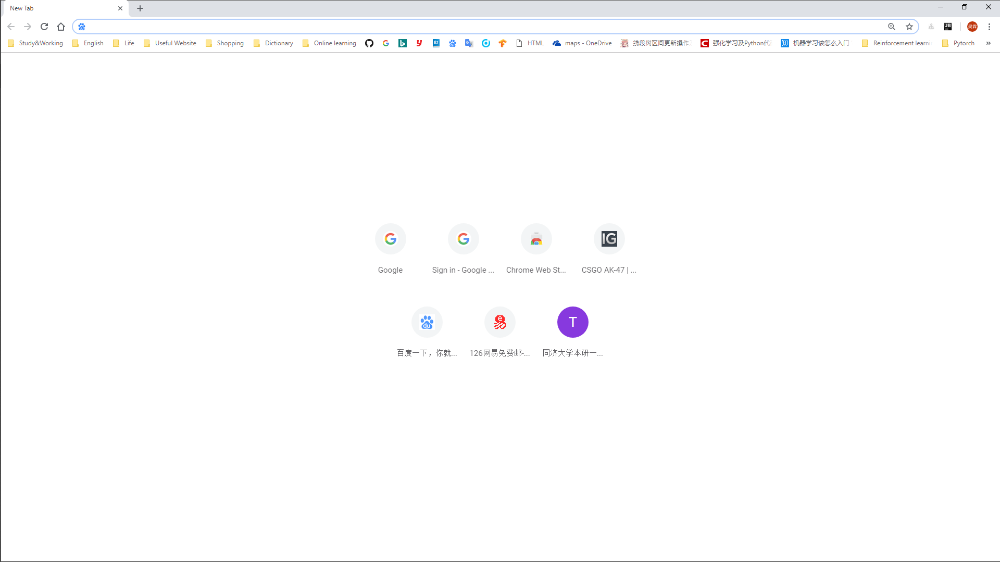 New Tab
Study&Working English Life Useful Website Shopping Dictionary Online learning HTML maps - OneDrive 线段树区间更新操作 强化学习及Python代 机器学习该怎么入门 Reinforcement learni Pytorch »
Google Sign in - Google ... Chrome Web St... CSGO AK-47 | ...
IG
du
e
T
百度一下，你就... 126网易免费邮-... 同济大学本研一...